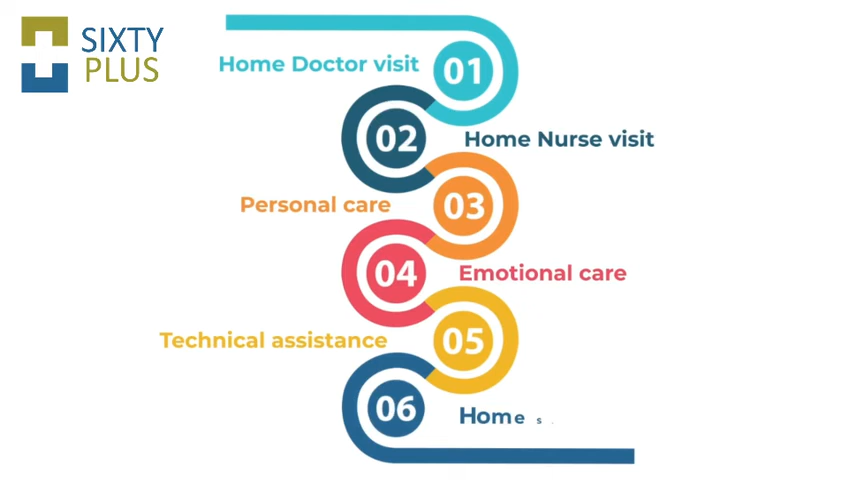 SIXTY
PLUS
Home Doctor visit
01
02
Home Nurse visit
Personal care
03
04
Emotional care
Technical assistance
05
06
Home